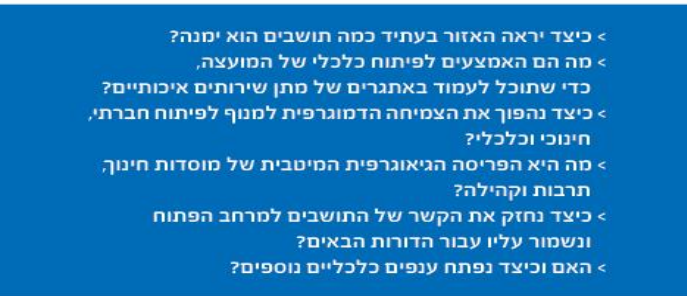 > כיצד יראה האזור בעתיד כמה תושבים הוא ימנה?
> מה הם האמצעים לפיתוח כלכלי של המועצה,
כדי שתוכל לעמוד באתגרים של מתן שירותים איכותיים?
> כיצד נהפוך את הצמיחה הדמוגרפית למנוף לפיתוח חברתי,
חינוכי וכלכלי?
> מה היא הפריסה הגיאוגרפית המיטבית של מוסדות חינוך,
תרבות וקהילה?
> כיצד נחזק את הקשר של התושבים למרחב הפתוח
ונשמור עליו עבור הדורות הבאים?
> האם וכיצד נפתח ענפים כלכליים נוספים?